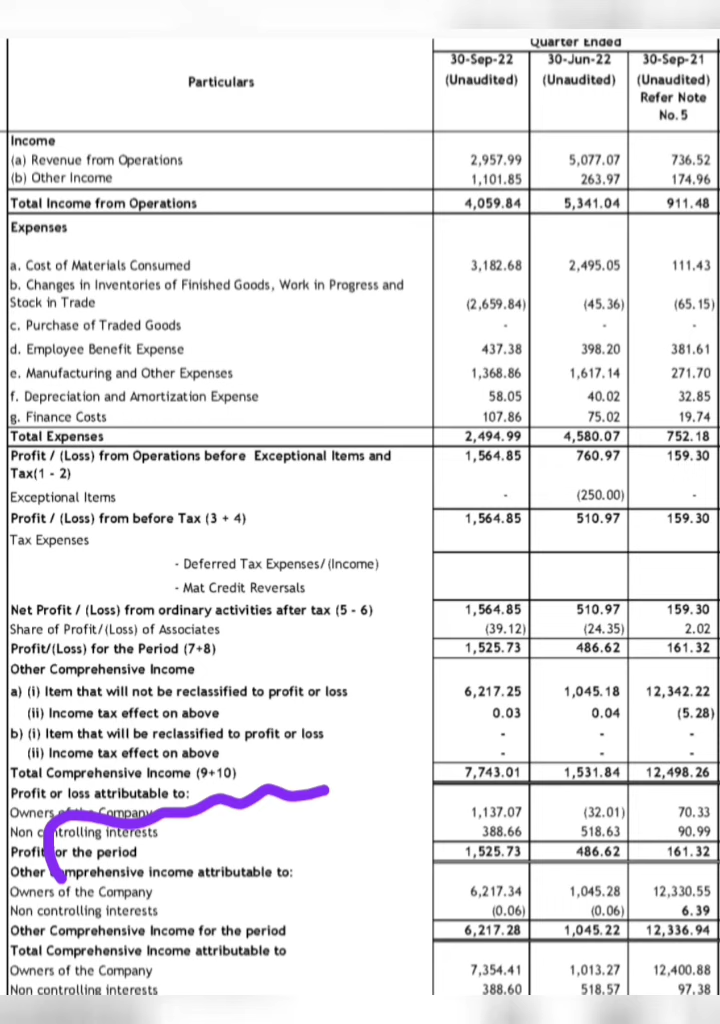 Quarter Ended
Particulars 30-Sep-22 30-Jun-22 30-Sep-21
(Unaudited) (Unaudited) (Unaudited)
Refer Note
No. 5
Income
(a) Revenue from Operations 2,957.99 5,077.07 736.52
(b) Other Income 1,101.85 263.97 174.96
Total Income from Operations 4,059.84 5,341.04 911.48
Expenses
a. Cost of Materials Consumed 3,182.68 2,495.05 111.43
b. Changes in Inventories of Finished Goods, Work in Progress and
Stock in Trade (2,659.84) (45.36) (65.15)
c. Purchase of Traded Goods - - -
d. Employee Benefit Expense 437.38 398.20 381.61
e. Manufacturing and Other Expenses 1,368.86 1,617.14 271.70
f. Depreciation and Amortization Expense 58.05 40.02 32.85
g. Finance Costs 107.86 75.02 19.74
Total Expenses 2,494.99 4,580.07 752.18
Profit / (Loss) from Operations before Exceptional Items and 1,564.85 760.97 159.30
Tax(1 - 2)
Exceptional Items - (250.00) -
Profit / (Loss) from before Tax (3 + 4) 1,564.85 510.97 159.30
Tax Expenses
- Deferred Tax Expenses/(Income)
- Mat Credit Reversals
Net Profit / (Loss) from ordinary activities after tax (5 - 6) 1,564.85 510.97 159.30
Share of Profit/(Loss) of Associates (39.12) (24.35) 2.02
Profit/(Loss) for the Period (7+8) 1,525.73 486.62 161.32
Other Comprehensive Income
a) (i) Item that will not be reclassified to profit or loss 6,217.25 1,045.18 12,342.22
(ii) Income tax effect on above 0.03 0.04 (5.28)
b) (i) Item that will be reclassified to profit or loss - - -
(ii) Income tax effect on above - - -
Total Comprehensive Income (9+10) 7,743.01 1,531.84 12,498.26
Profit or loss attributable to:
Owners of the Company 1,137.07 (32.01) 70.33
Non controlling interests 388.66 518.63 90.99
Profit for the period 1,525.73 486.62 161.32
Other Comprehensive income attributable to:
Owners of the Company 6,217.34 1,045.28 12,330.55
Non controlling interests (0.06) (0.06) 6.39
Other Comprehensive Income for the period 6,217.28 1,045.22 12,336.94
Total Comprehensive Income attributable to
Owners of the Company 7,354.41 1,013.27 12,400.88
Non controlling interests 388.60 518.57 97.38